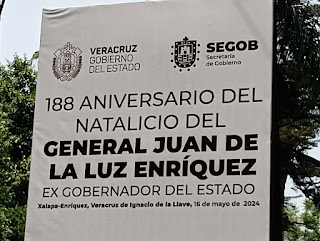 VERACRUZ
GOBIERNO
DEL ESTADO
SEGOB
Secretaría
de Gobierno
188 ANIVERSARIO DEL
NATALICIO DEL
GENERAL JUAN DE
LA LUZ ENRÍQUEZ
EX GOBERNADOR DEL ESTADO
Xalapa-Enríquez, Veracruz de Ignacio de la Llave, 16 de mayo de 2024